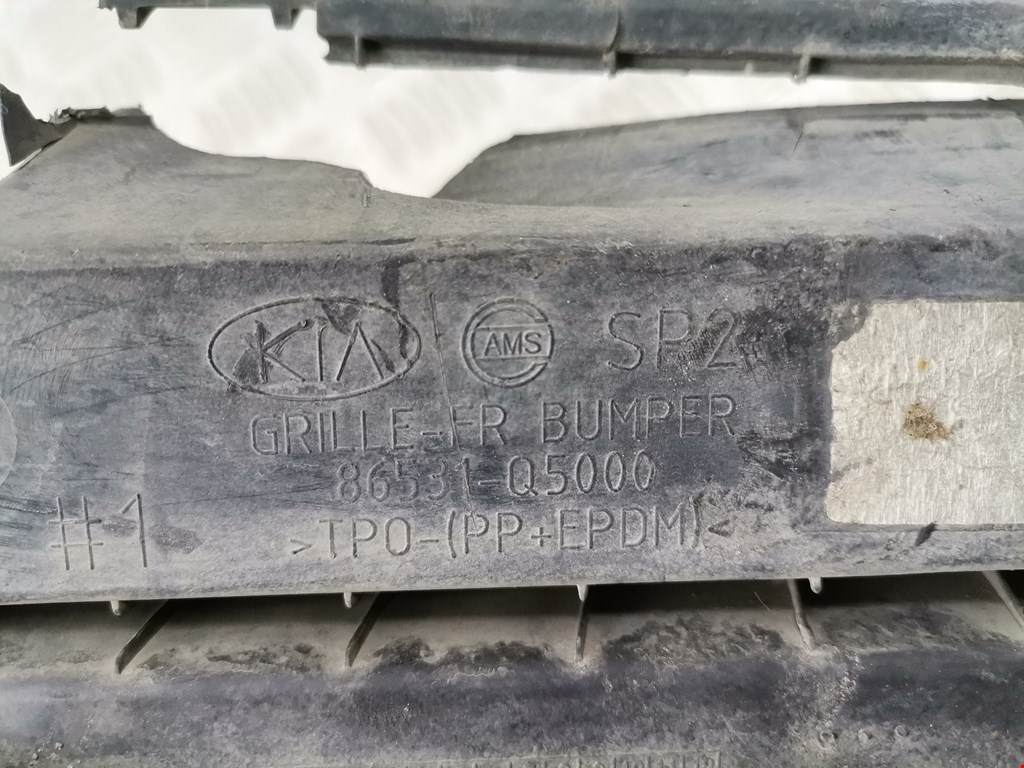 KIA AMS SP2
GRILLE-FR BUMPER
86531-Q5000
#1
>TPO-(PP+EPDM)<